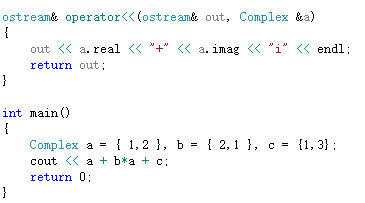 ostream& operator<<(ostream& out, Complex &a)
{
    out << a.real << "+" << a.imag << "i" << endl;
    return out;
}

int main()
{
    Complex a = { 1,2 }, b = { 2,1 }, c = {1,3};
    cout << a + b*a + c;
    return 0;
}